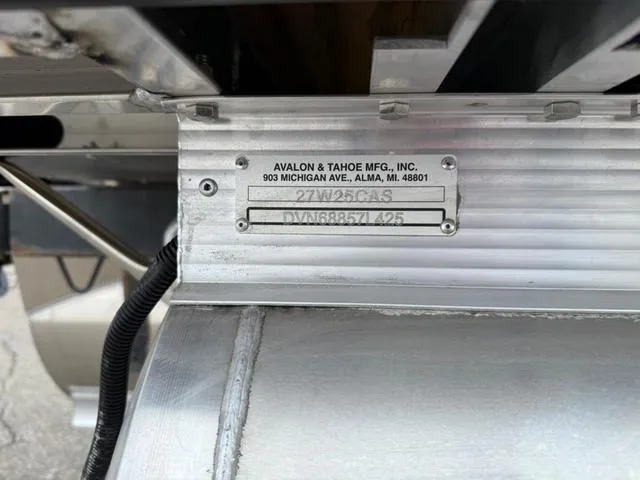 AVALON & TAHOE MFG., INC.
903 MICHIGAN AVE., ALMA, MI. 48801
27W25CAS
DVN68857L425